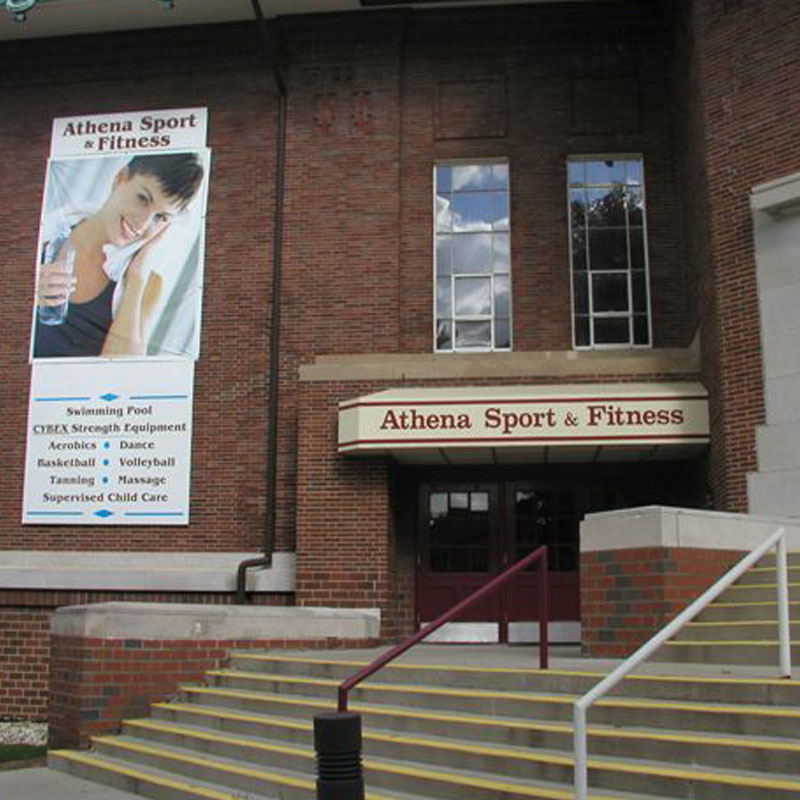 Athena Sport
& Fitness
Swimming Pool
CYBEX Strength Equipment
Aerobics • Dance
Basketball • Volleyball
Tanning • Massage
Supervised Child Care
Athena Sport & Fitness